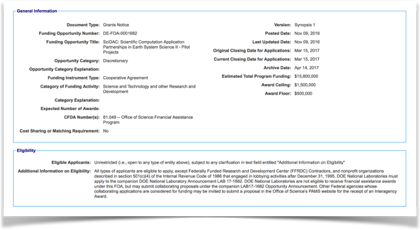 General Information
Document Type: Grants Notice
Funding Opportunity Number: DE-FOA-0001682
Funding Opportunity Title: SciDAC: Scientific Computation Application
Partnerships in Earth System Science II - Pilot
Projects
Opportunity Category: Discretionary
Opportunity Category Explanation:
Funding Instrument Type: Cooperative Agreement
Category of Funding Activity: Science and Technology and other Research and
Development
Category Explanation:
Expected Number of Awards:
CFDA Number(s): 81.049 -- Office of Science Financial Assistance
Program
Cost Sharing or Matching Requirement: No
Version: Synopsis 1
Posted Date: Nov 09, 2016
Last Updated Date: Nov 09, 2016
Original Closing Date for Applications: Mar 15, 2017
Current Closing Date for Applications: Mar 15, 2017
Archive Date: Apr 14, 2017
Estimated Total Program Funding: $15,800,000
Award Ceiling: $1,500,000
Award Floor: $500,000
Eligibility
Eligible Applicants: Unrestricted (i.e., open to any type of entity above), subject to any clarification in text field entitled "Additional Information on Eligibility"
Additional Information on Eligibility: All types of applicants are eligible to apply, except Federally Funded Research and Development Center (FFRDC) Contractors, and nonprofit organizations
described in section 501(c)(4) of the Internal Revenue Code of 1986 that engaged in lobbying activities after December 31, 1995. DOE National Laboratories must
apply to the companion DOE National Laboratory Announcement LAB 17-1682. DOE National Laboratories are not eligible to receive financial assistance awards
under this FOA, but may submit collaborating proposals under the companion LAB17-1682 Opportunity Announcement. Other Federal agencies whose
collaborating applications are considered for funding may be invited to submit a proposal in the Office of Science's PAMS website for the receipt of an Interagency
Award.